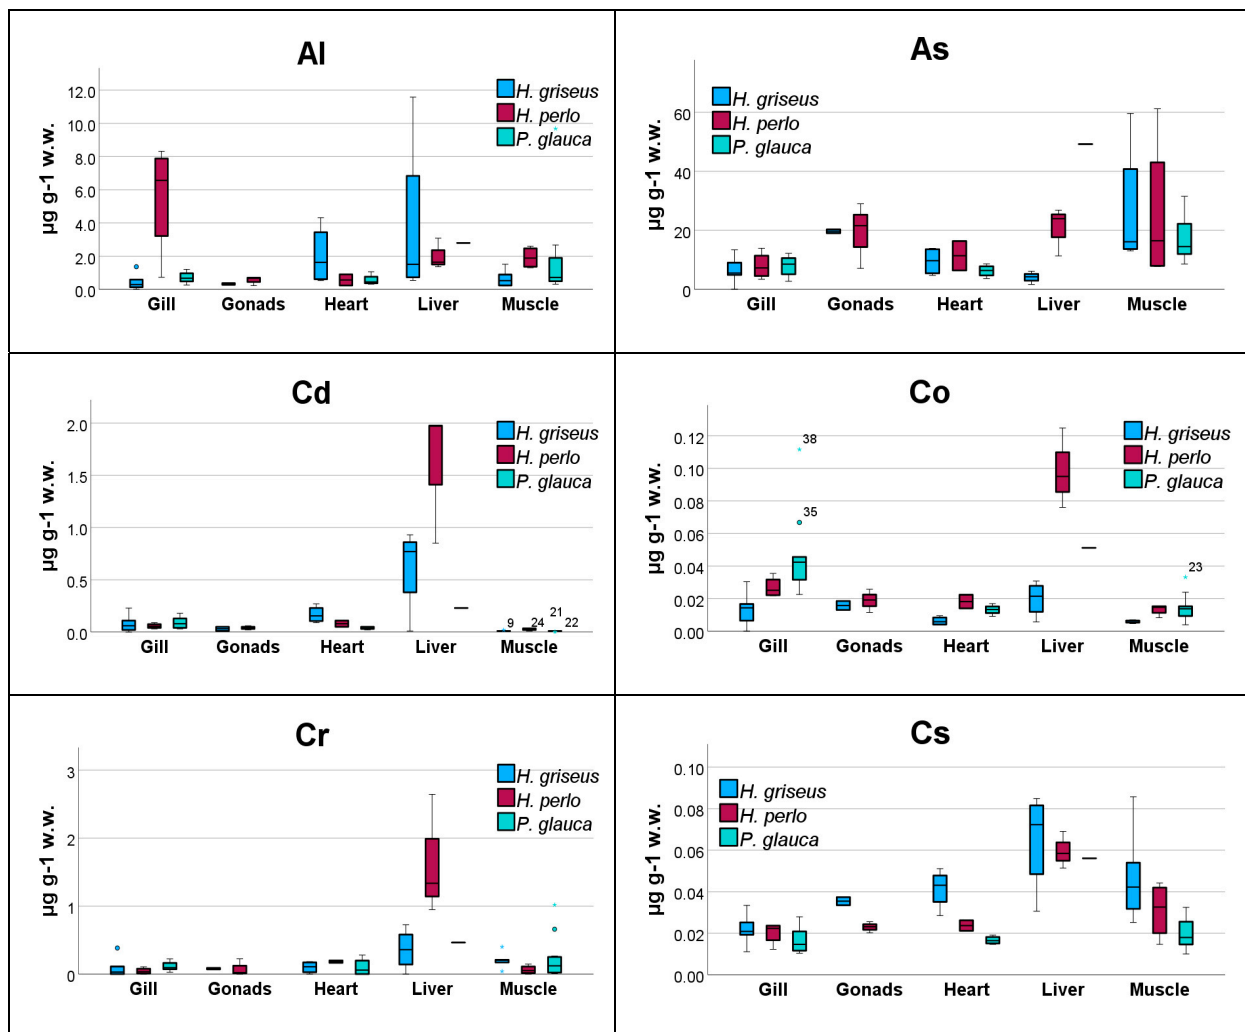 Al
µg g-1 w.w.
12.0
10.0
8.0
6.0
4.0
2.0
0.0
H. griseus
H. perlo
P. glauca
Gill Gonads Heart Liver Muscle
As
µg g-1 w.w.
60
40
20
0
H. griseus
H. perlo
P. glauca
Gill Gonads Heart Liver Muscle
Cd
µg g-1 w.w.
2.0
1.5
1.0
0.5
0.0
H. griseus
H. perlo
P. glauca
21
9 24 22
Gill Gonads Heart Liver Muscle
Co
µg g-1 w.w.
0.12
0.10
0.08
0.06
0.04
0.02
0.00
H. griseus
H. perlo
P. glauca
38
35
23
Gill Gonads Heart Liver Muscle
Cr
µg g-1 w.w.
3
2
1
0
H. griseus
H. perlo
P. glauca
Gill Gonads Heart Liver Muscle
Cs
µg g-1 w.w.
0.10
0.08
0.06
0.04
0.02
0.00
H. griseus
H. perlo
P. glauca
Gill Gonads Heart Liver Muscle